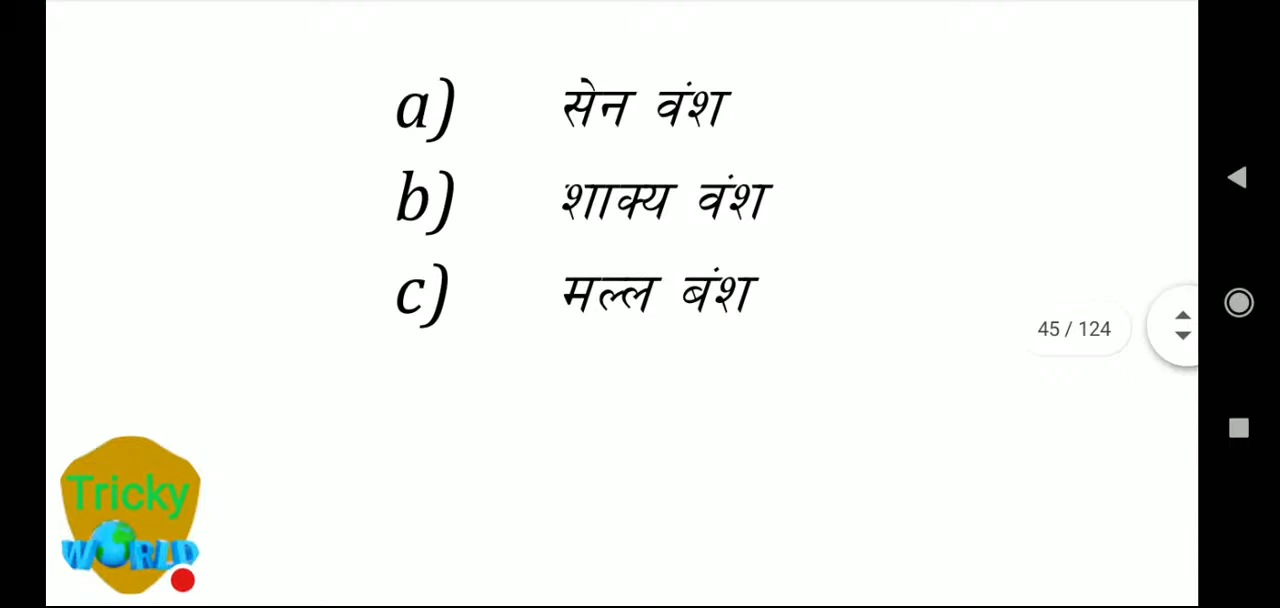 a) सेन वंश
b) शाक्य वंश
c) मल्ल बंश
45 / 124
Tricky
WORLD